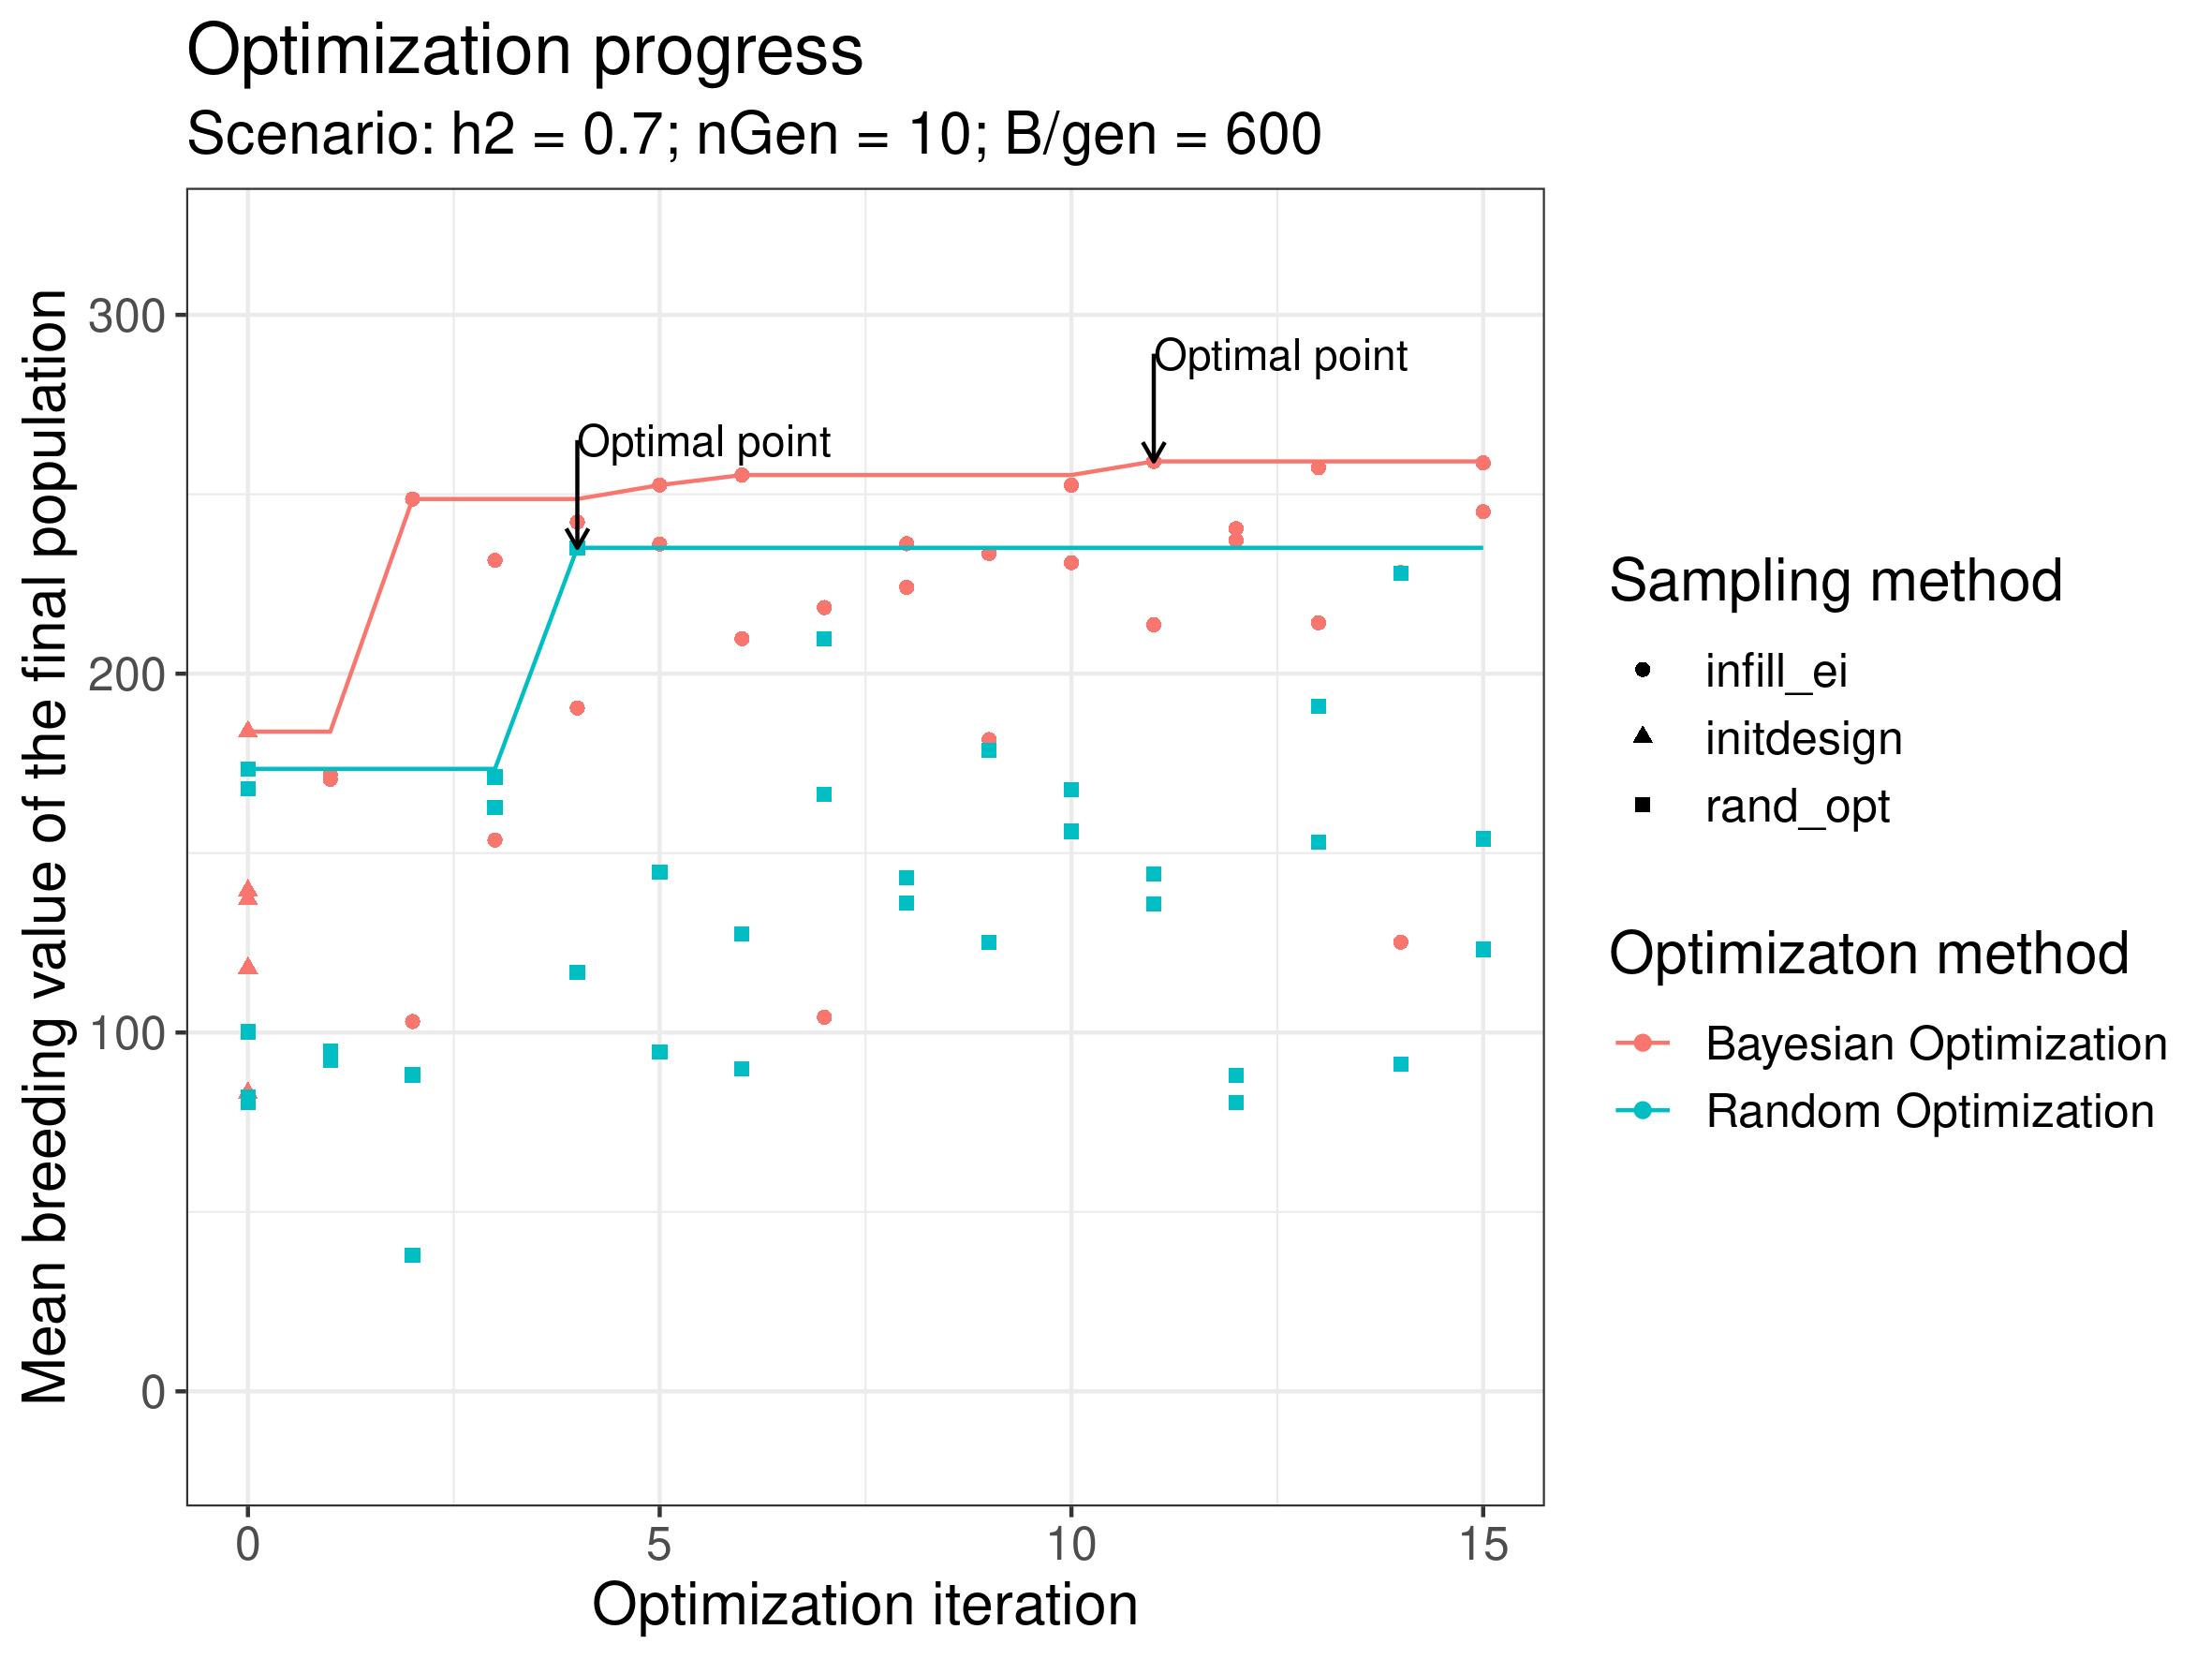 Optimization progress
Scenario: h2 = 0.7; nGen = 10; B/gen = 600
Mean breeding value of the final population
300
200
100
0
Optimal point
Optimal point
0
5
10
15
Optimization iteration
Sampling method
infill_ei
initdesign
rand_opt
Optimizaton method
Bayesian Optimization
Random Optimization